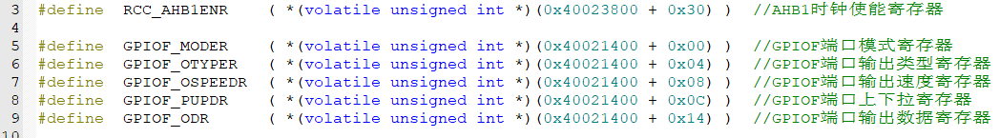 3 #define RCC_AHB1ENR ( *(volatile unsigned int *)(0x40023800 + 0x30) ) //AHB1时钟使能寄存器
4
5 #define GPIOF_MODER ( *(volatile unsigned int *)(0x40021400 + 0x00) ) //GPIOF端口模式寄存器
6 #define GPIOF_OTYPER ( *(volatile unsigned int *)(0x40021400 + 0x04) ) //GPIOF端口输出类型寄存器
7 #define GPIOF_OSPEEDR ( *(volatile unsigned int *)(0x40021400 + 0x08) ) //GPIOF端口输出速度寄存器
8 #define GPIOF_PUPDR ( *(volatile unsigned int *)(0x40021400 + 0x0C) ) //GPIOF端口上下拉寄存器
9 #define GPIOF_ODR ( *(volatile unsigned int *)(0x40021400 + 0x14) ) //GPIOF端口输出数据寄存器
10